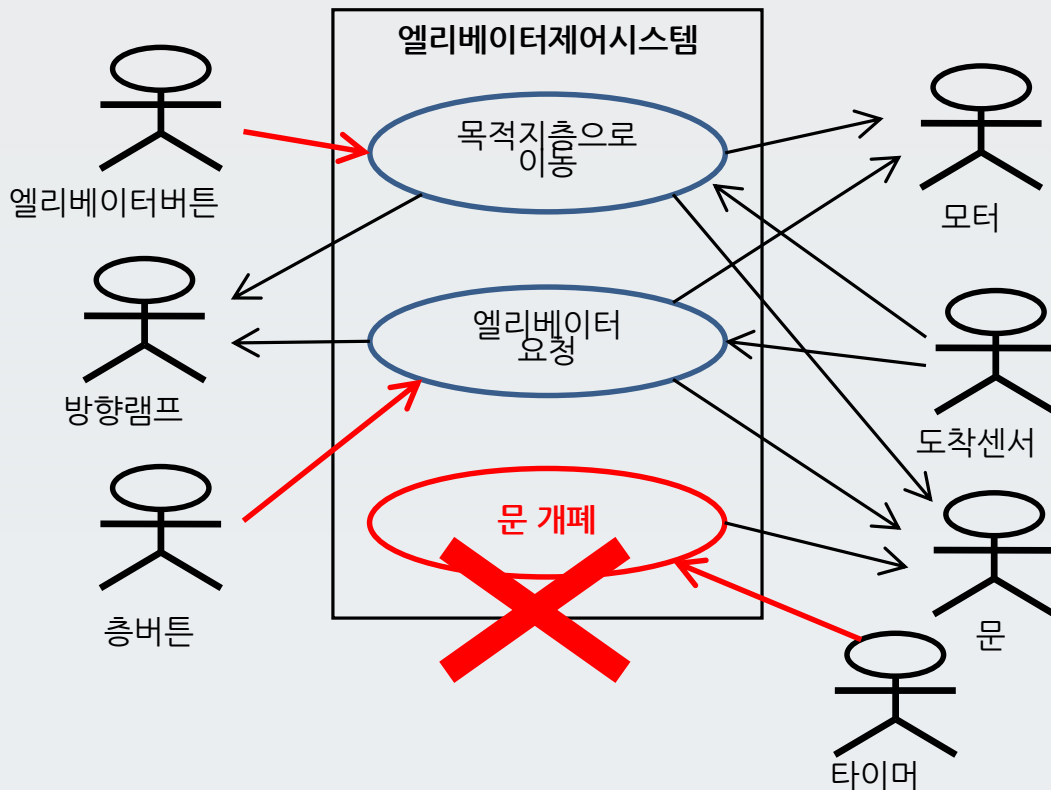 엘리베이터제어시스템
목적지층으로
이동
엘리베이터버튼
모터
엘리베이터
요청
방향램프
도착센서
문 개폐
층버튼
문
타이머